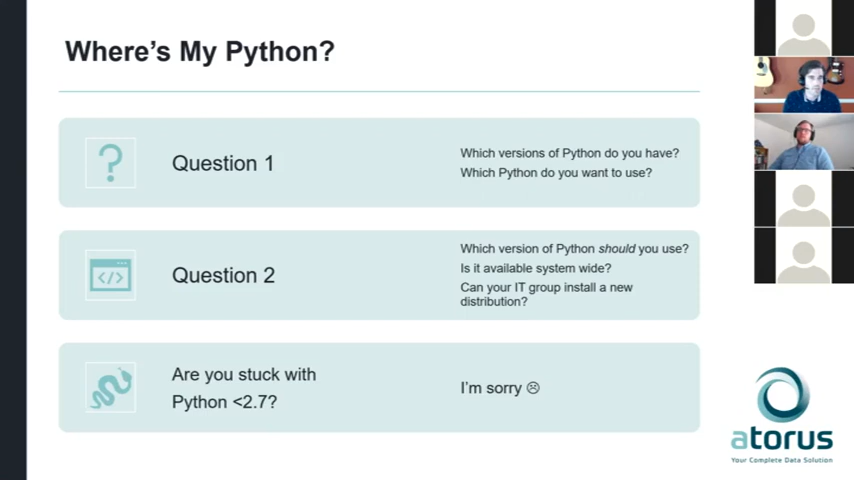 Where's My Python?
?
Question 1
Which versions of Python do you have?
Which Python do you want to use?
</>
Question 2
Which version of Python should you use?
Is it available system wide?
Can your IT group install a new
distribution?
Are you stuck with
Python <2.7?
I'm sorry ☹
atorus
Your Complete Data Solution